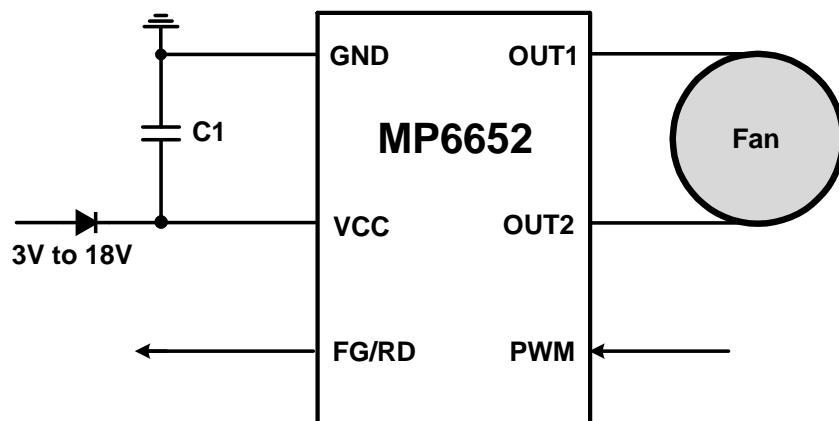 GND OUT1
C1 MP6652 Fan
VCC OUT2
3V to 18V
FG/RD PWM